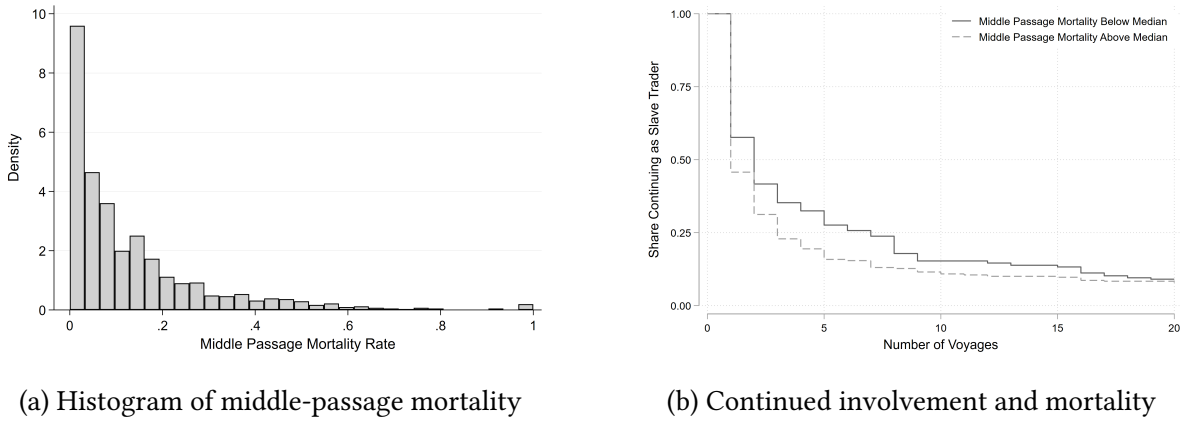 10
8
6
4
2
0
Density
0 .2 .4 .6 .8 1
Middle Passage Mortality Rate
(a) Histogram of middle-passage mortality
Middle Passage Mortality Below Median
Middle Passage Mortality Above Median
1.00
0.75
0.50
0.25
0.00
Share Continuing as Slave Trader
0 5 10 15 20
Number of Voyages
(b) Continued involvement and mortality